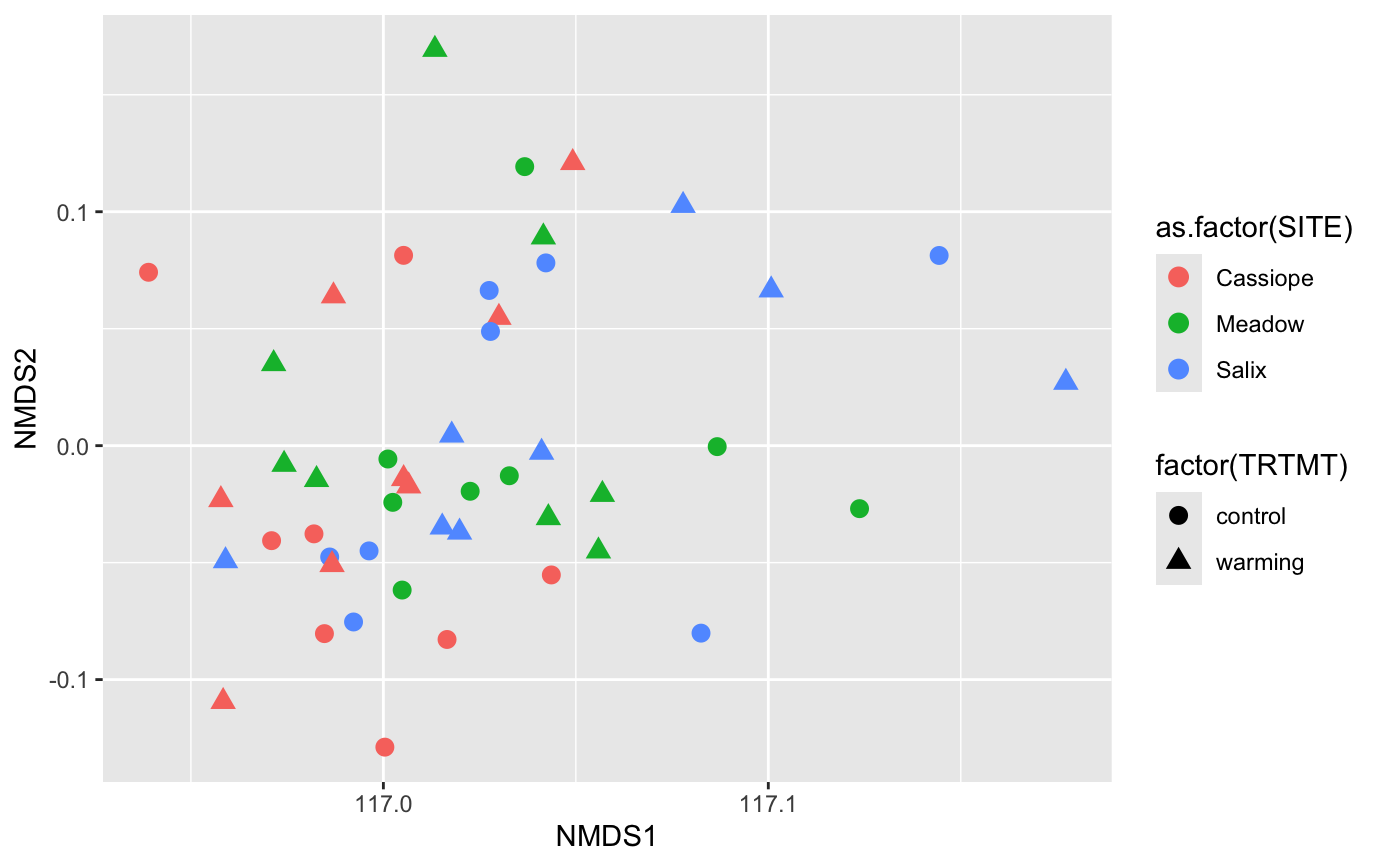 0.1
0.0
-0.1
NMDS2
117.0
117.1
NMDS1
as.factor(SITE)
Cassiope
Meadow
Salix
factor(TRTMT)
control
warming